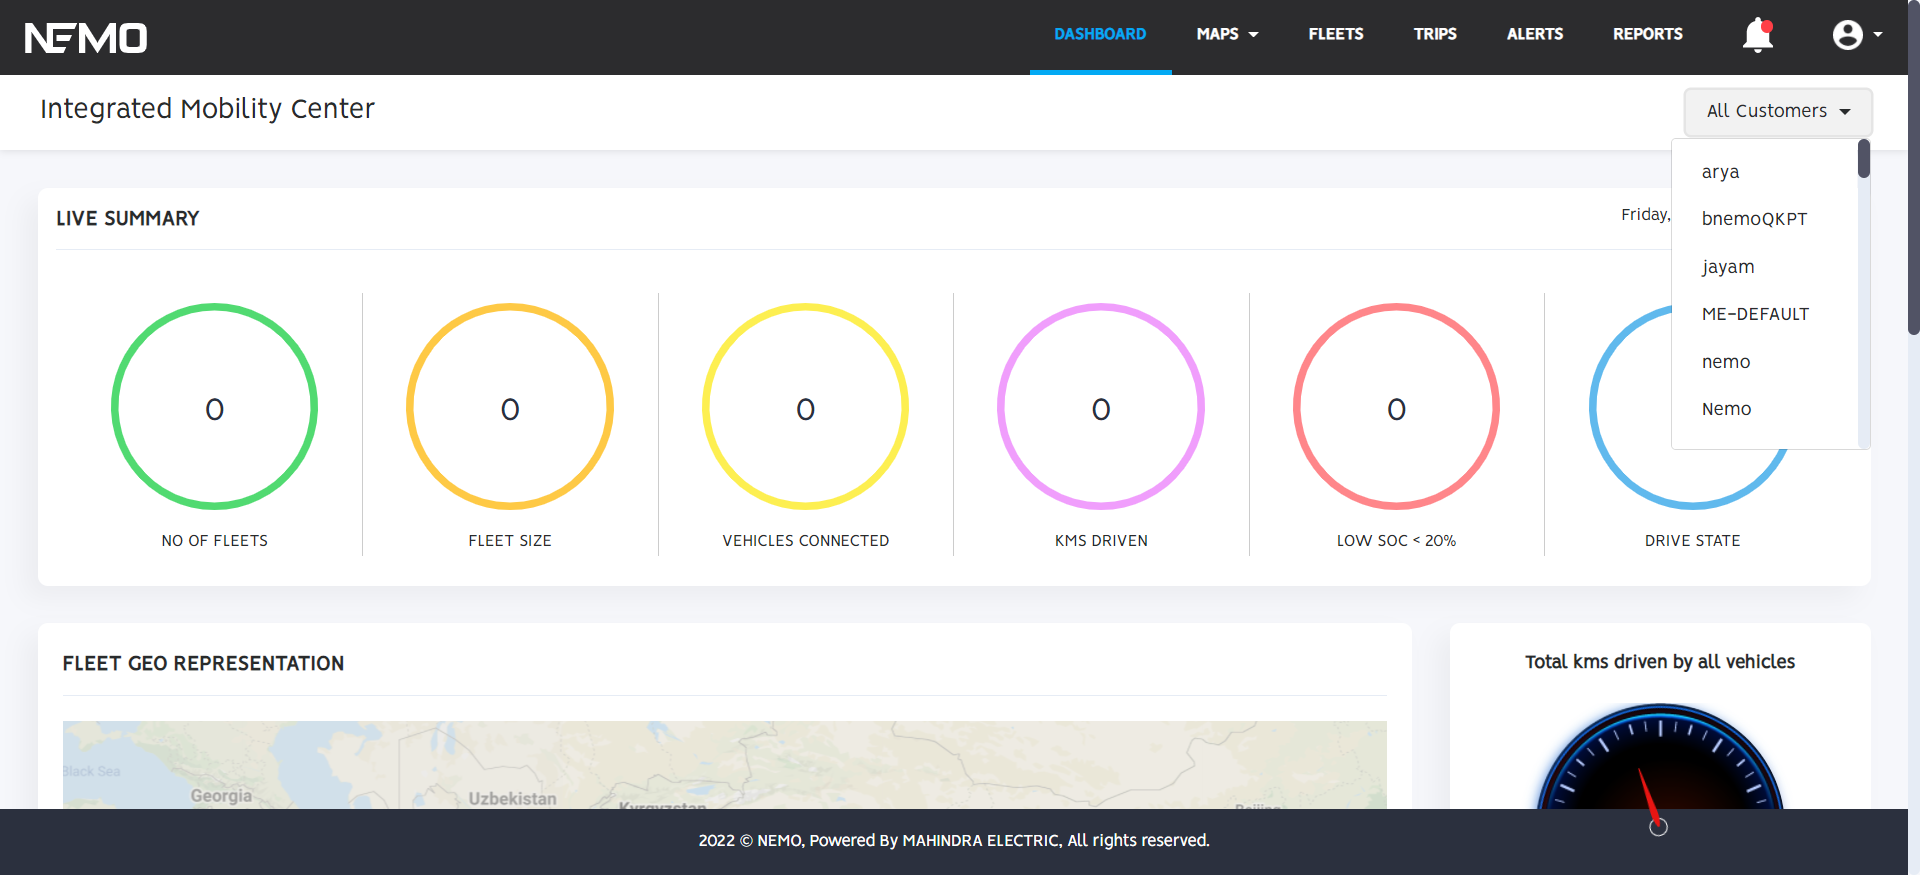 NEMO
DASHBOARD
MAPS
FLEETS
TRIPS
ALERTS
REPORTS
Integrated Mobility Center
All Customers
arya
bnemoQKPT
jayam
ME-DEFAULT
nemo
Nemo
LIVE SUMMARY
Friday,
0
0
0
0
0
NO OF FLEETS
FLEET SIZE
VEHICLES CONNECTED
KMS DRIVEN
LOW SOC < 20%
DRIVE STATE
FLEET GEO REPRESENTATION
Total kms driven by all vehicles
Black Sea
Georgia
Uzbekistan
Kyrgyzstan
Beijing
2022 © NEMO, Powered By MAHINDRA ELECTRIC, All rights reserved.